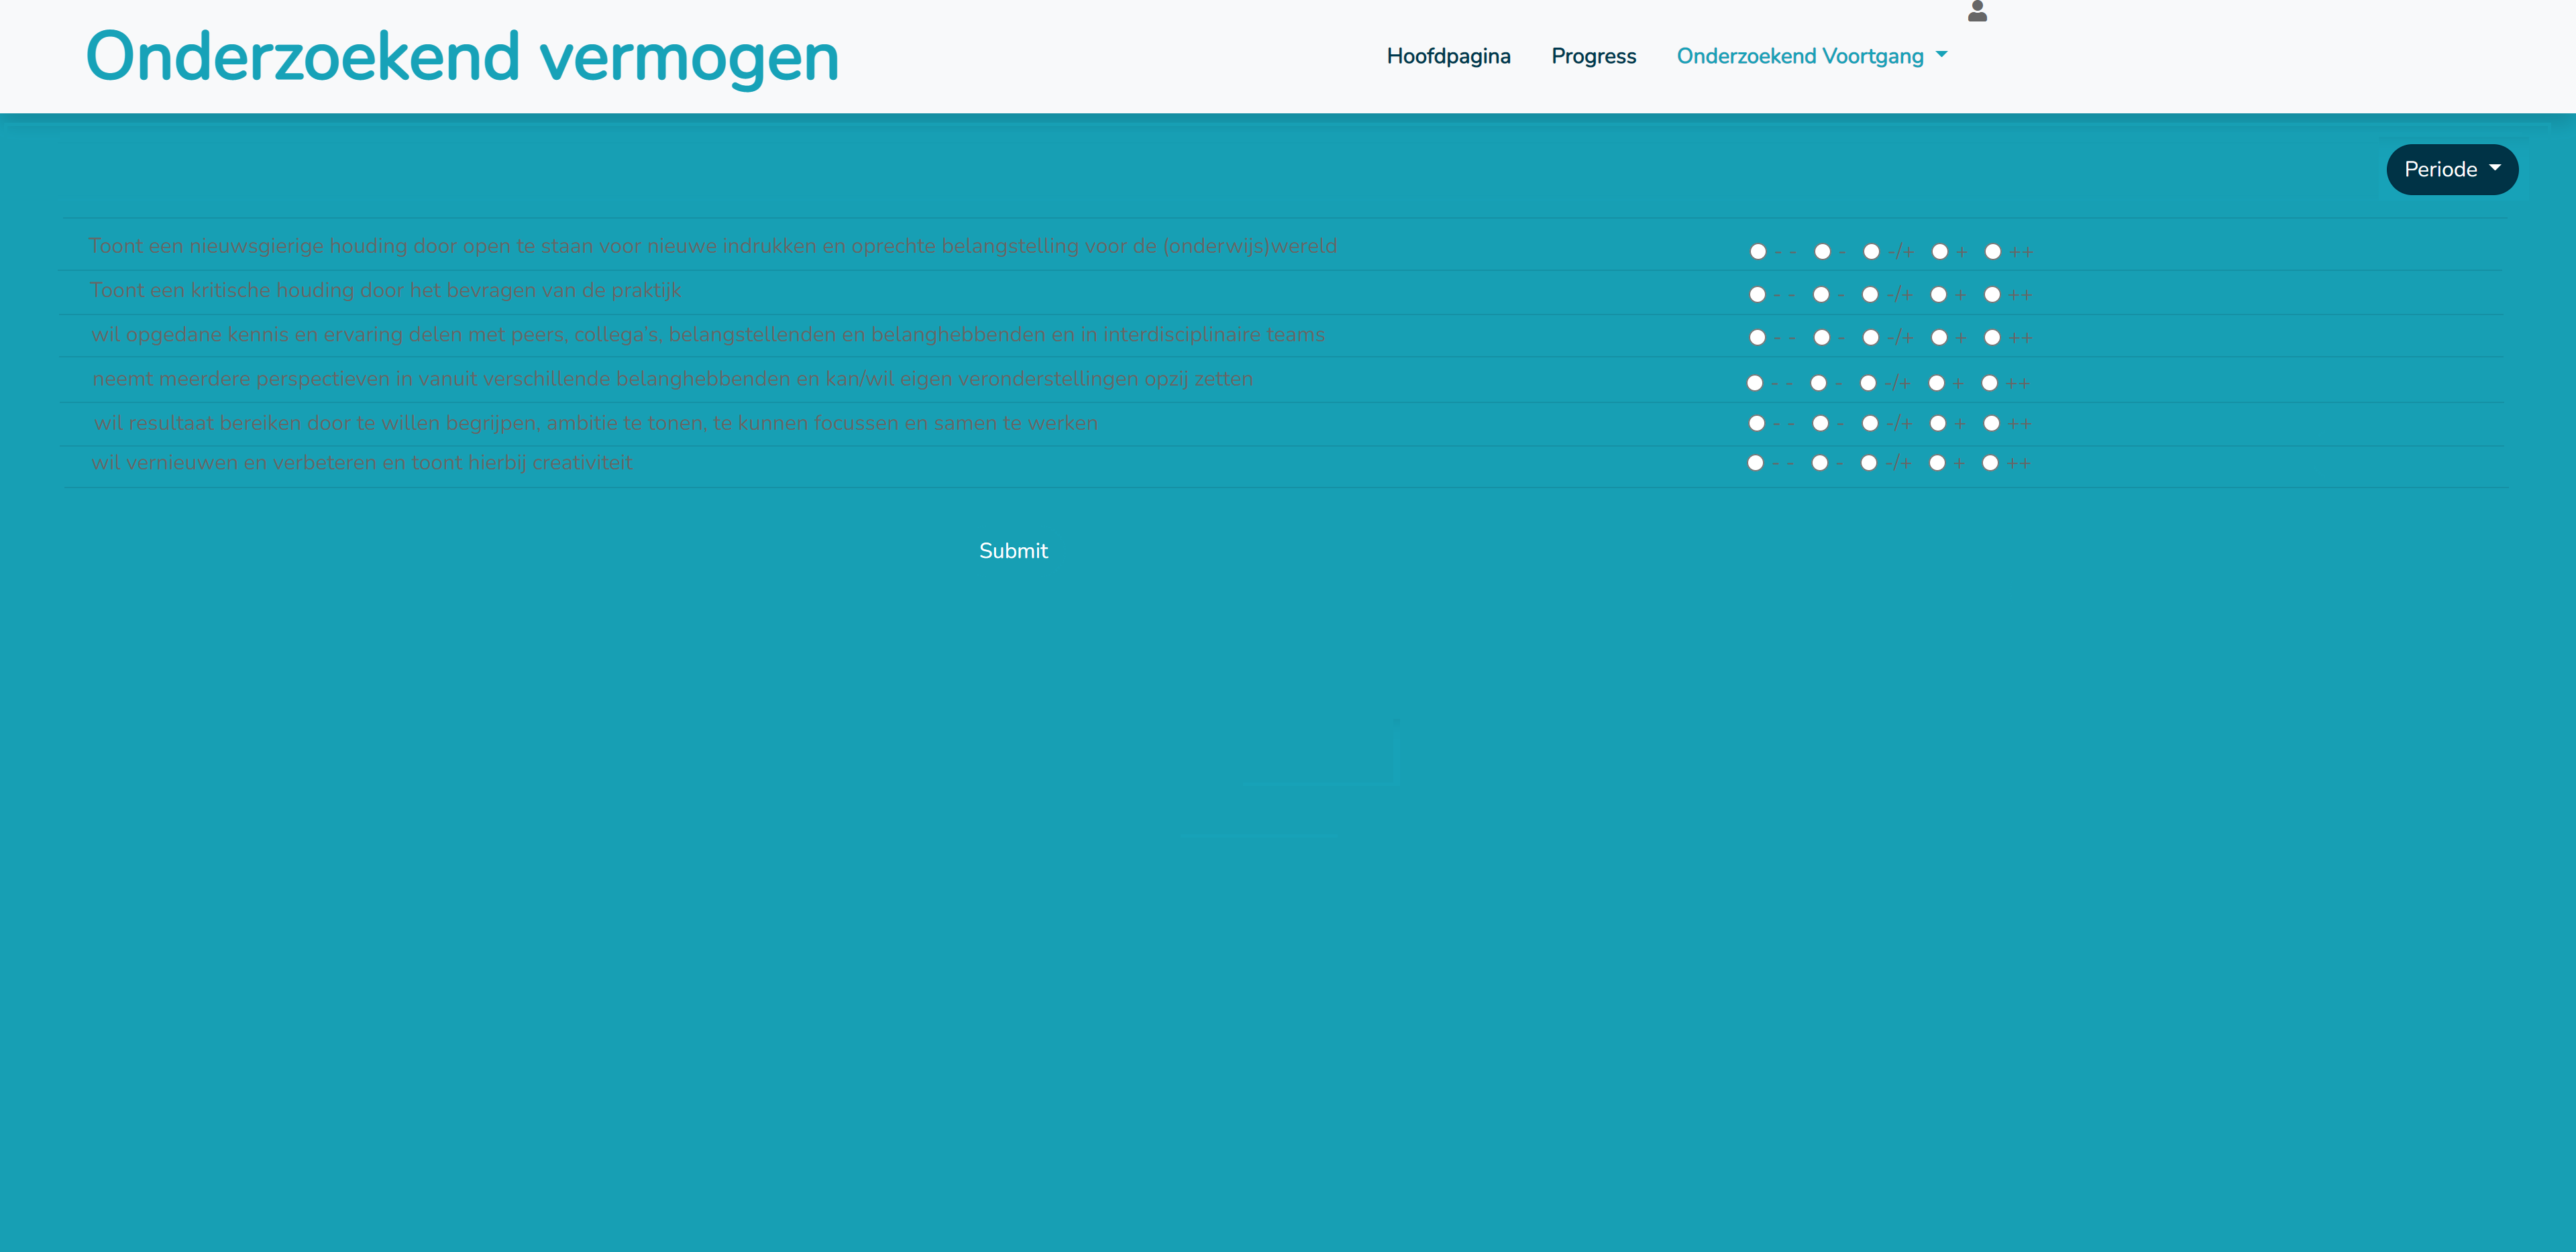 Onderzoekend vermogen
Hoofdpagina Progress Onderzoekend Voortgang
Periode
Toont een nieuwsgierige houding door open te staan voor nieuwe indrukken en oprechte belangstelling voor de (onderwijs)wereld - - - -/+ + ++
Toont een kritische houding door het bevragen van de praktijk - - - -/+ + ++
wil opgedane kennis en ervaring delen met peers, collega's, belangstellenden en belanghebbenden en in interdisciplinaire teams - - - -/+ + ++
neemt meerdere perspectieven in vanuit verschillende belanghebbenden en kan/wil eigen veronderstellingen opzij zetten - - - -/+ + ++
wil resultaat bereiken door te willen begrijpen, ambitie te tonen, te kunnen focussen en samen te werken - - - -/+ + ++
wil vernieuwen en verbeteren en toont hierbij creativiteit - - - -/+ + ++
Submit